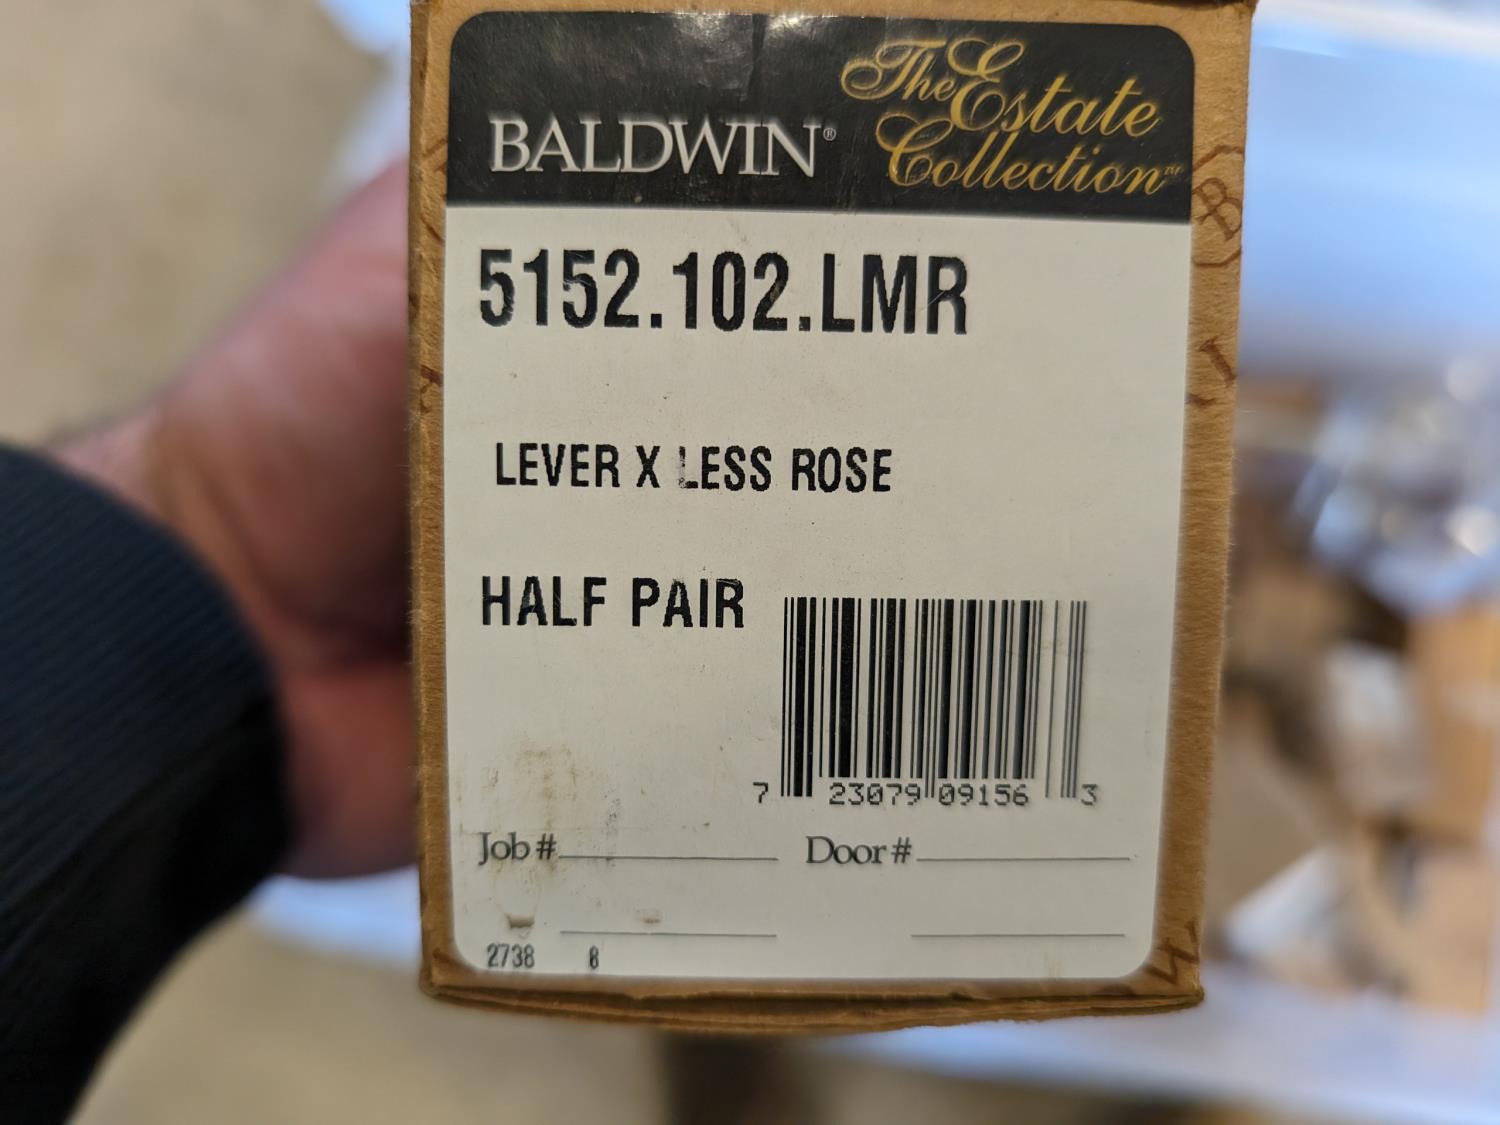 BALDWIN®
The Estate
Collection™
5152.102.LMR
LEVER X LESS ROSE
HALF PAIR
7 23079 09156 3
Job #
Door #
2738 8